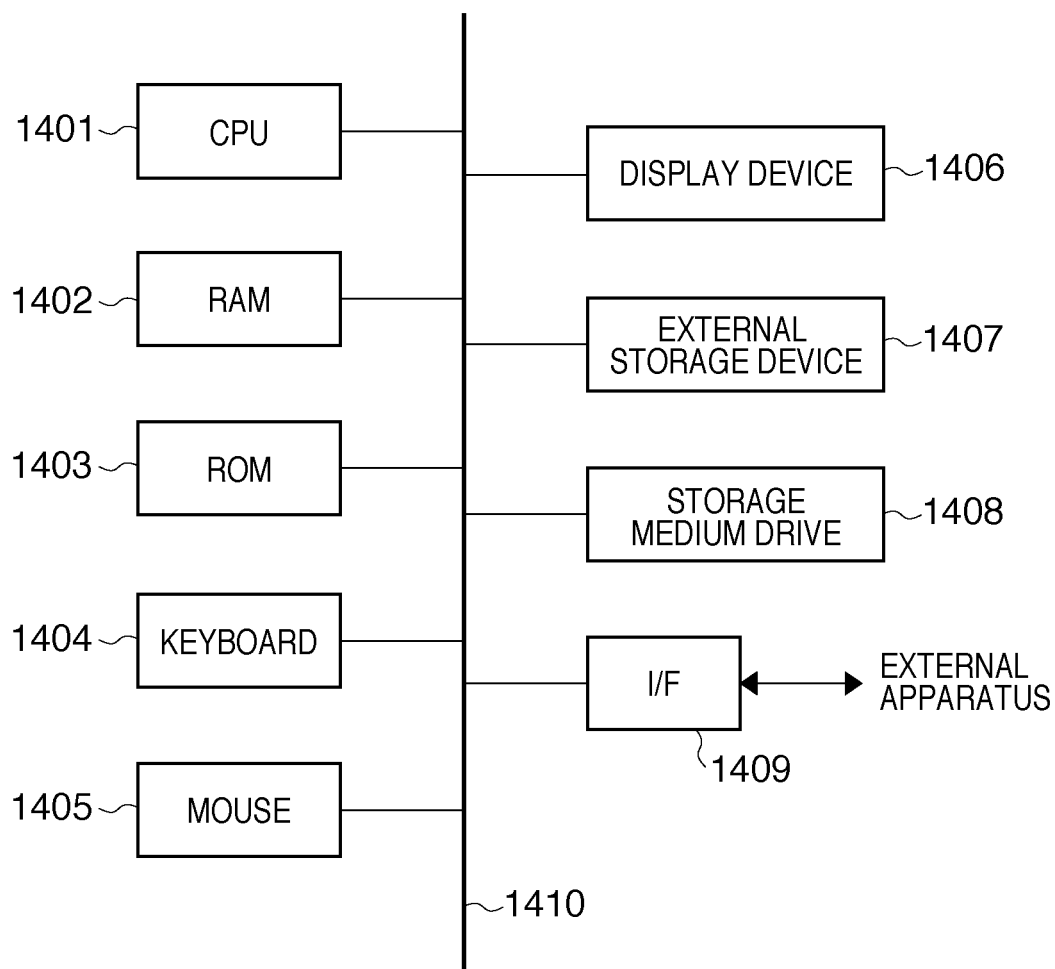 1401
CPU
1402
RAM
1403
ROM
1404
KEYBOARD
1405
MOUSE
DISPLAY DEVICE
1406
EXTERNAL
STORAGE DEVICE
1407
STORAGE
MEDIUM DRIVE
1408
I/F
EXTERNAL
APPARATUS
1409
1410